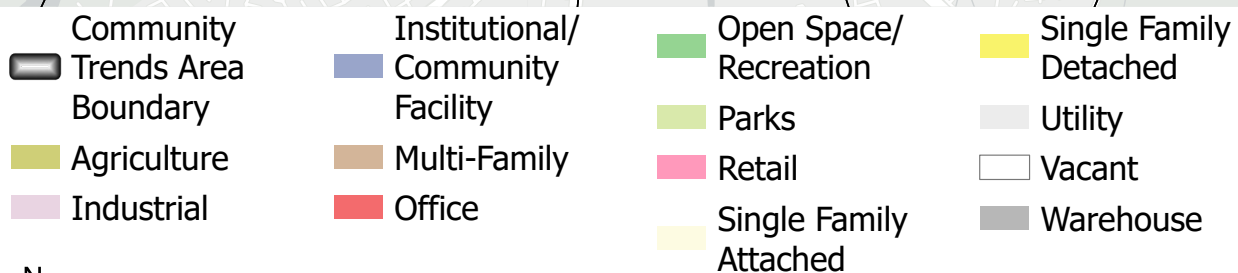 Community
Trends Area
Boundary
Agriculture
Industrial
Institutional/
Community
Facility
Multi-Family
Office
Open Space/
Recreation
Parks
Retail
Single Family
Attached
Single Family
Detached
Utility
Vacant
Warehouse
N